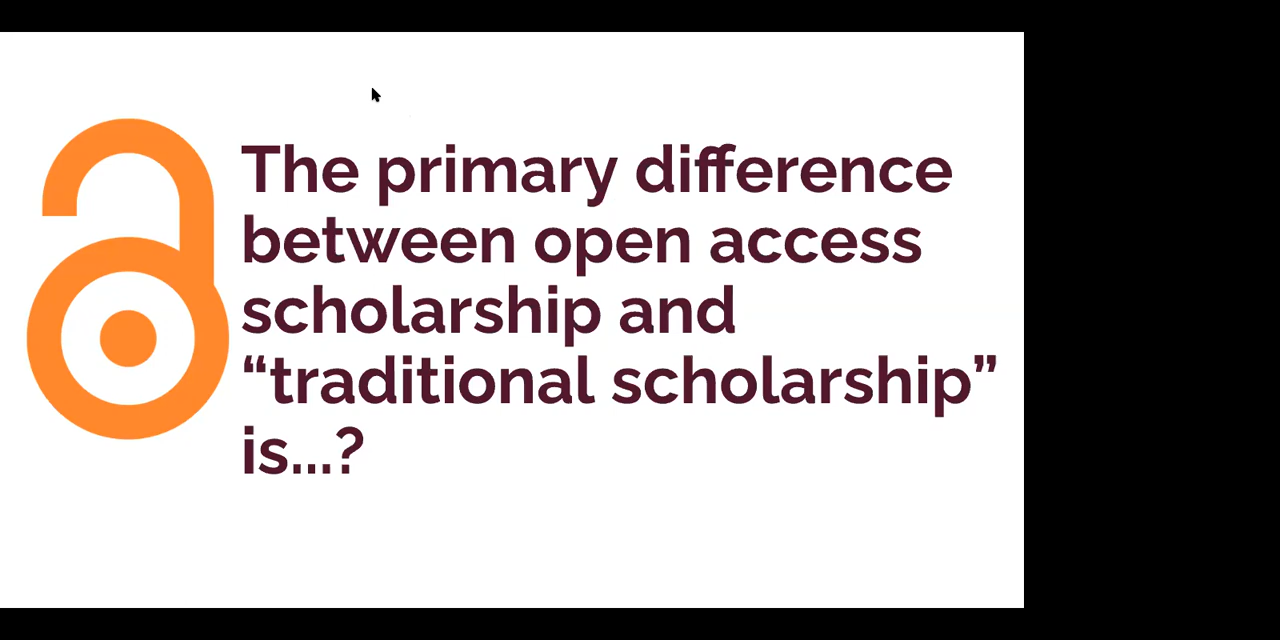 The primary difference
between open access
scholarship and
“traditional scholarship”
is...?